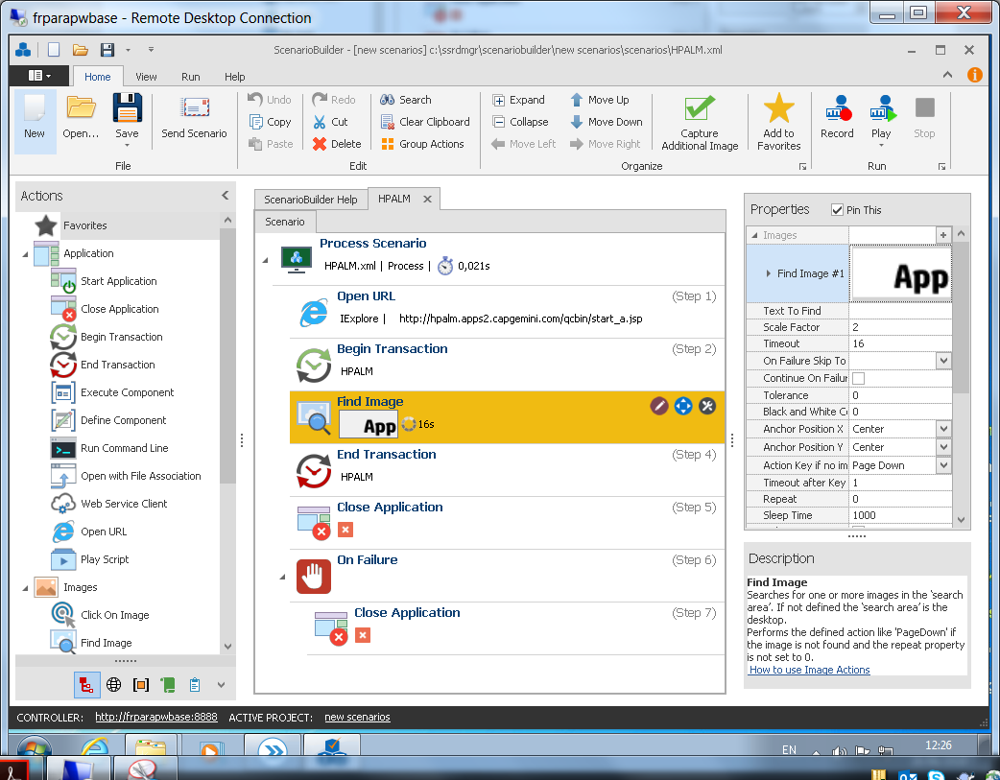 frparapwbase - Remote Desktop Connection
ScenarioBuilder - [new scenarios] c:\ssrdmgr\scenariobuilder\new scenarios\scenarios\HPALM.xml
Home View Run Help
New Open... Save Send Scenario
Undo Copy Paste
Redo Cut Delete
Search Clear Clipboard Group Actions
Expand Collapse Move Left
Move Up Move Down Move Right
Capture Additional Image
Add to Favorites
Record Play Stop
File Edit Organize Run
Actions
Favorites
Application
Start Application
Close Application
Begin Transaction
End Transaction
Execute Component
Define Component
Run Command Line
Open with File Association
Web Service Client
Open URL
Play Script
Images
Click On Image
Find Image
ScenarioBuilder Help HPALM
Scenario
Process Scenario
HPALM.xml | Process | 0,021s
Open URL (Step 1)
IExplore | http://hpalm.apps2.capgemini.com/qcbin/start_a.jsp
Begin Transaction (Step 2)
HPALM
Find Image
App 16s
End Transaction (Step 4)
HPALM
Close Application (Step 5)
On Failure (Step 6)
Close Application (Step 7)
Properties Pin This
Images
Find Image #1 App
Text To Find
Scale Factor 2
Timeout 16
On Failure Skip To
Continue On Failur
Tolerance 0
Black and White Co 0
Anchor Position X Center
Anchor Position Y Center
Action Key if no im Page Down
Timeout after Key 1
Repeat 0
Sleep Time 1000
Description
Find Image
Searches for one or more images in the 'search
area'. If not defined the 'search area' is the
desktop.
Performs the defined action like 'PageDown' if
the image is not found and the repeat property
is not set to 0.
How to use Image Actions
CONTROLLER: http://frparapwbase:8888 ACTIVE PROJECT: new scenarios
EN 12:26